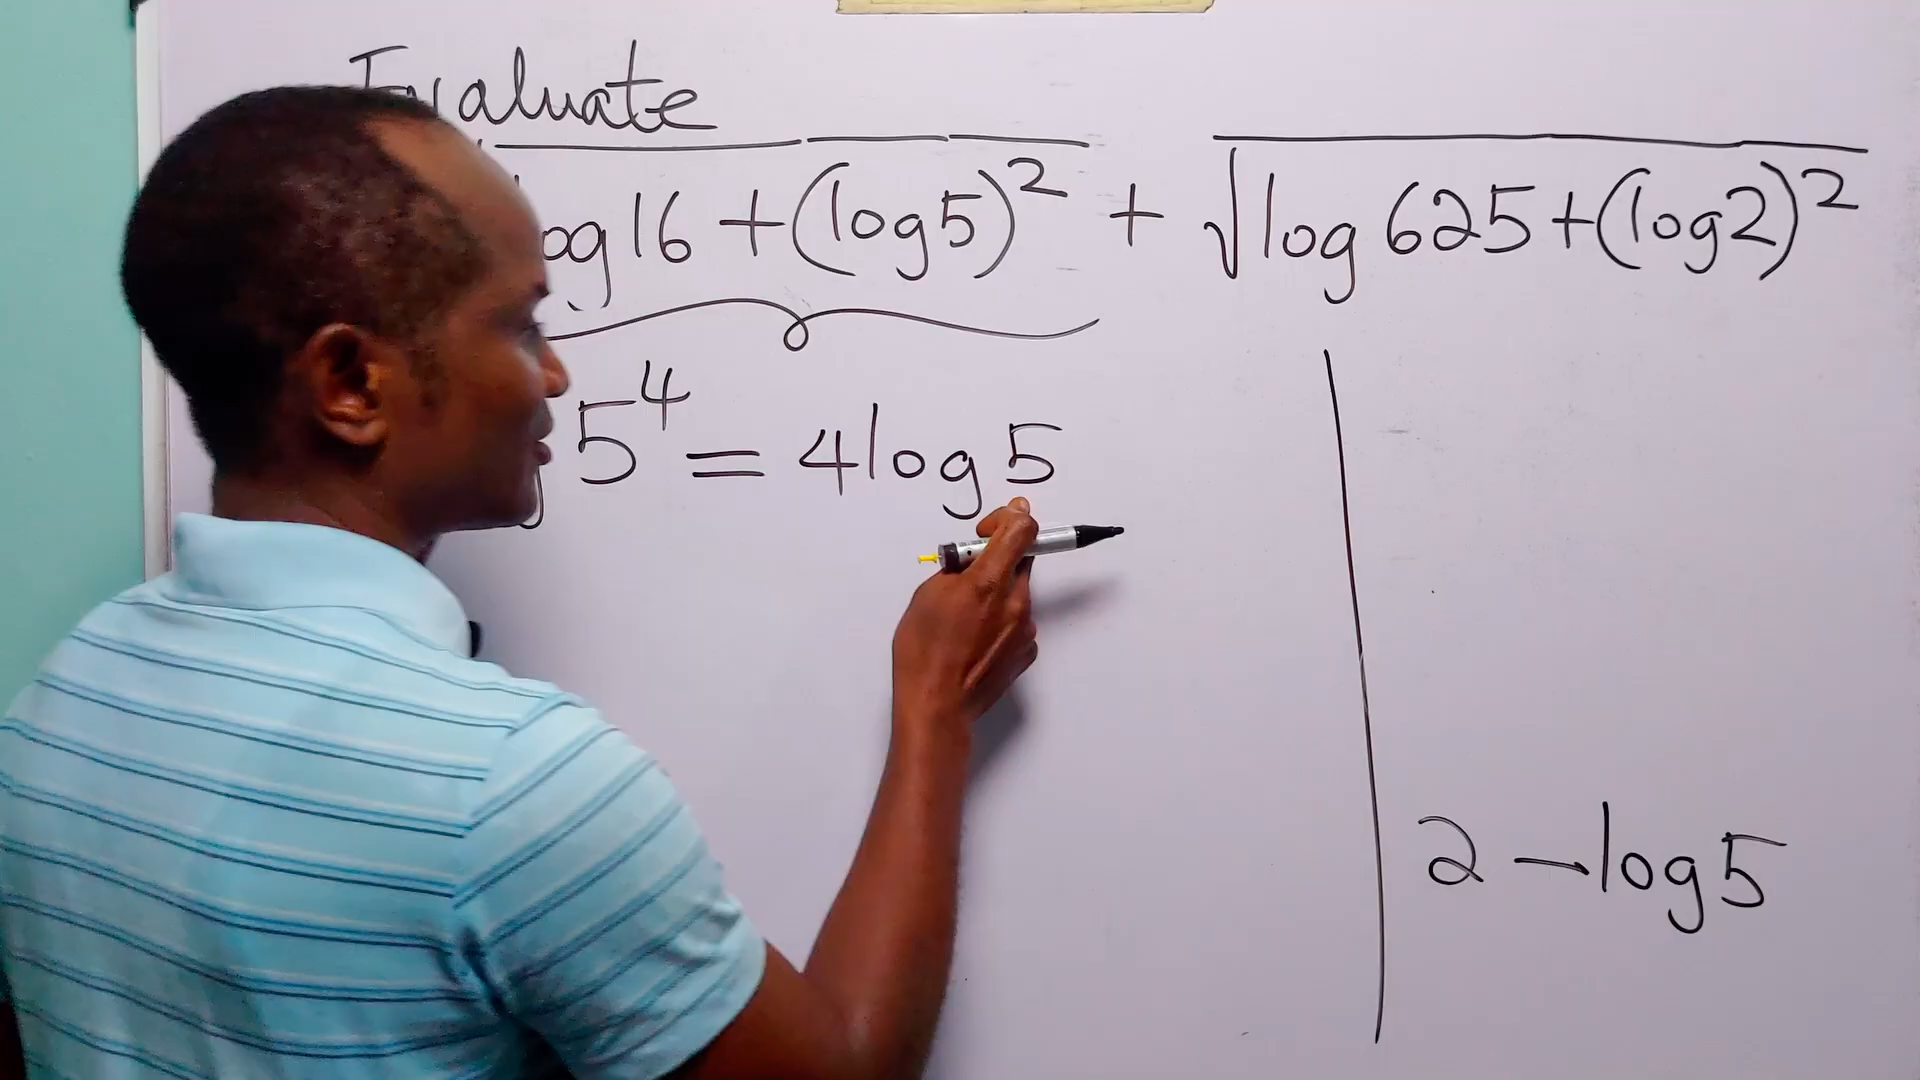 Evaluate
log16 + (log5)² + √log 625 + (log2)²
5⁴ = 4log5
2 - log5